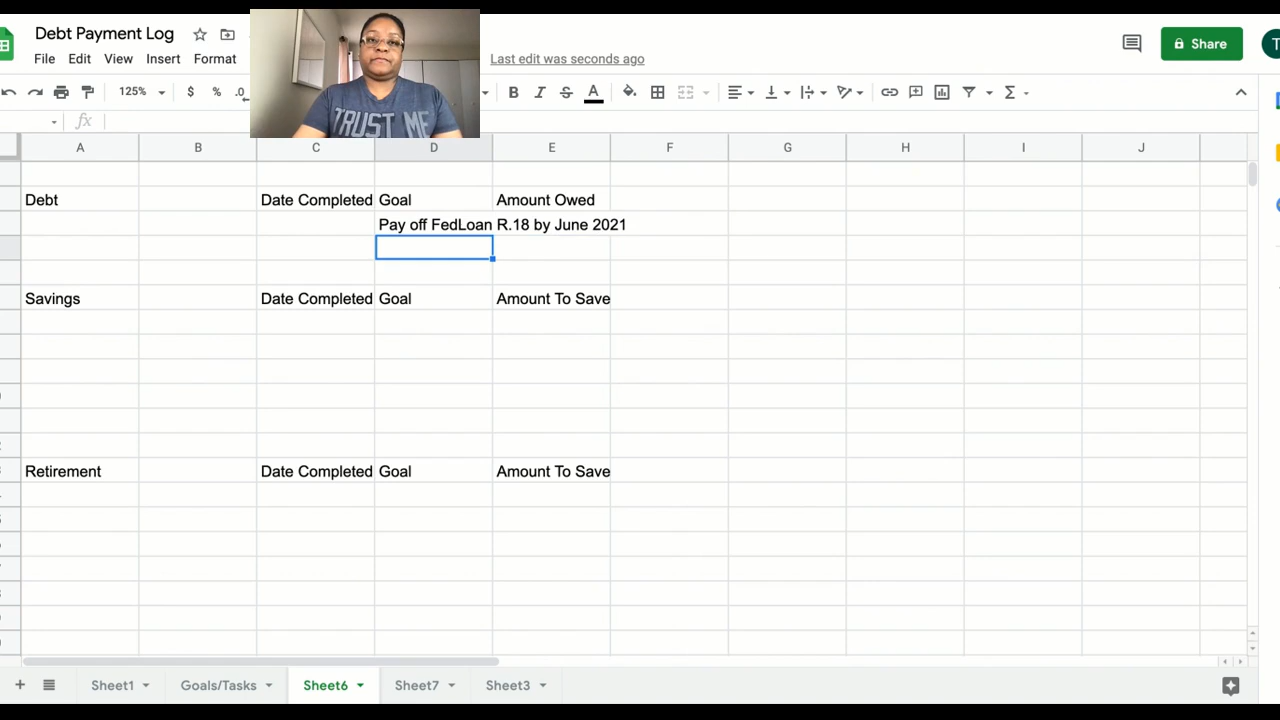 Debt Payment Log
File Edit View Insert Format
Last edit was seconds ago
Share
T
125% $ % .0 B I S A Σ
fx
TRUST ME
A B C D E F G H I J
Debt Date Completed Goal Amount Owed
Pay off FedLoan R.18 by June 2021
Savings Date Completed Goal Amount To Save
Retirement Date Completed Goal Amount To Save
+ Sheet1 Goals/Tasks Sheet6 Sheet7 Sheet3